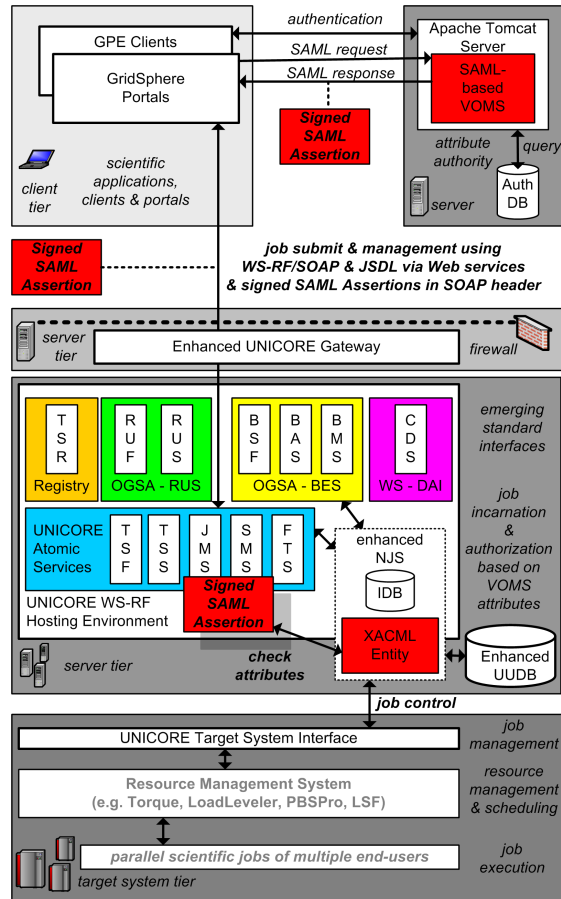 GPE Clients
GridSphere
Portals
authentication
SAML request
SAML response
Apache Tomcat
Server
SAML-
based
VOMS
Signed
SAML
Assertion
attribute
authority
query
Auth
DB
server
client
tier
scientific
applications,
clients & portals
Signed
SAML
Assertion
job submit & management using
WS-RF/SOAP & JSDL via Web services
& signed SAML Assertions in SOAP header
server
tier
Enhanced UNICORE Gateway
firewall
T
S
R
Registry
R
U
F
R
U
S
OGSA - RUS
B
S
F
B
A
S
B
M
S
OGSA - BES
C
D
S
WS - DAI
emerging
standard
interfaces
UNICORE
Atomic
Services
T
S
F
T
S
S
J
M
S
S
M
S
F
T
S
enhanced
NJS
IDB
job
incarnation
&
authorization
based on
VOMS
attributes
UNICORE WS-RF
Hosting Environment
Signed
SAML
Assertion
XACML
Entity
Enhanced
UUDB
server tier
check
attributes
job control
UNICORE Target System Interface
job
management
Resource Management System
(e.g. Torque, LoadLeveler, PBSPro, LSF)
resource
management
& scheduling
parallel scientific jobs of multiple end-users
job
execution
target system tier